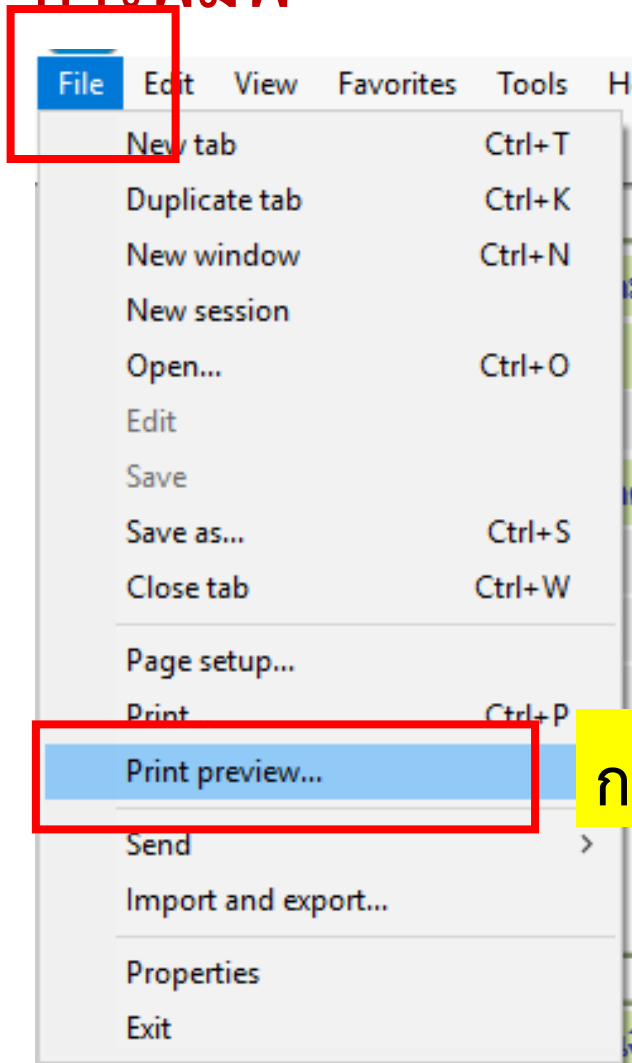 File Edit View Favorites Tools
New tab Ctrl+T
Duplicate tab Ctrl+K
New window Ctrl+N
New session
Open... Ctrl+O
Edit
Save
Save as... Ctrl+S
Close tab Ctrl+W
Page setup...
Print... Ctrl+P
Print preview...
ก
Send >
Import and export...
Properties
Exit